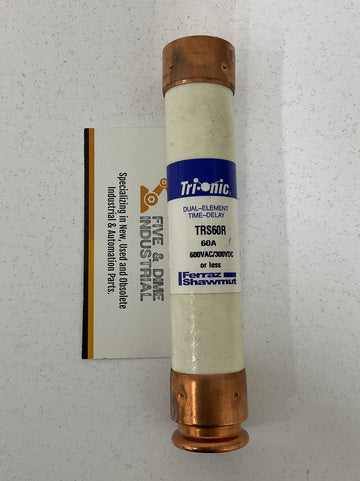 Tri-onic
DUAL-ELEMENT
TIME-DELAY
TRS60R
60A
600VAC/300VDC
or less
Ferraz
Shawmut
FIVE & DIME
INDUSTRIAL
Specializing in New, Used and Obsolete
Industrial & Automation Parts.